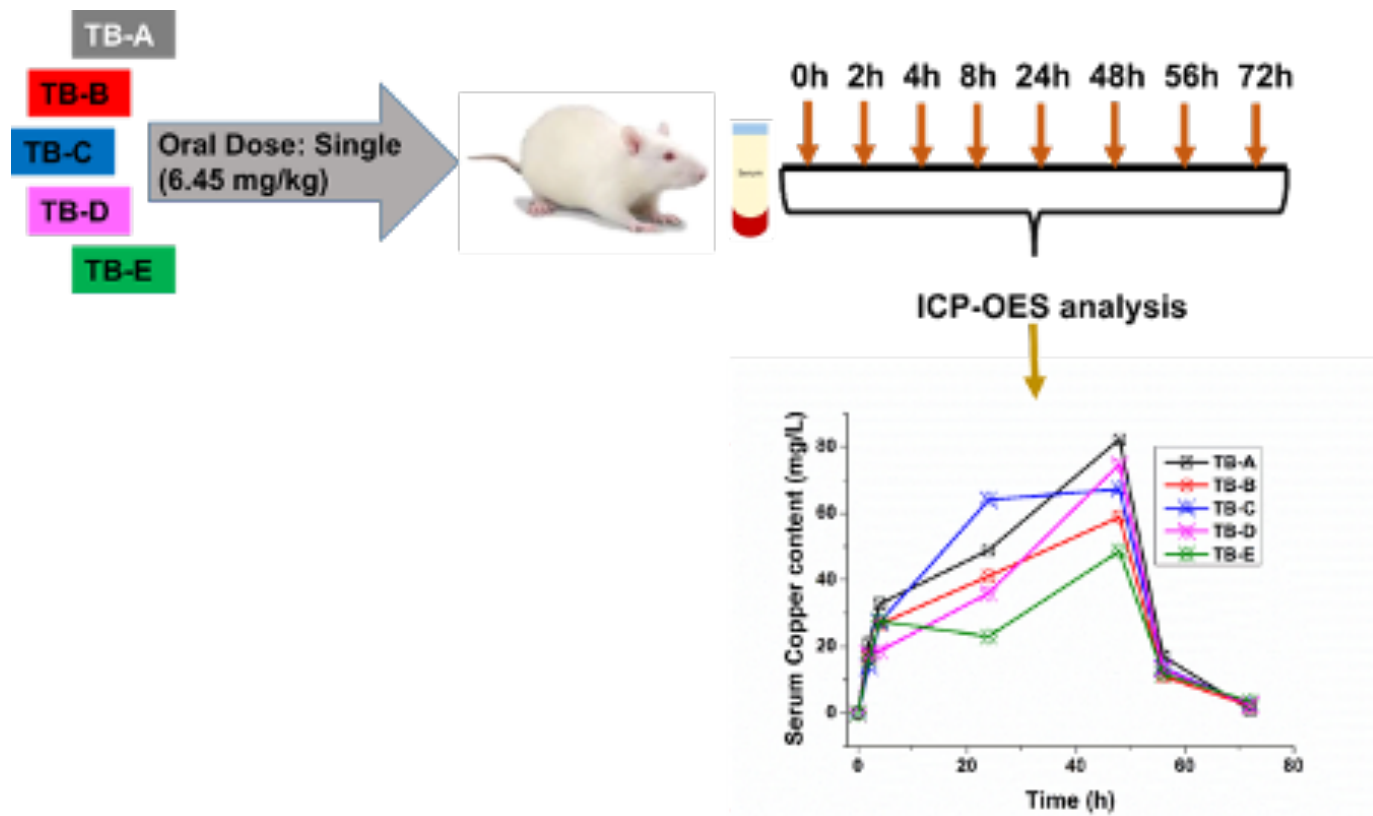 TB-A
TB-B
TB-C
TB-D
TB-E
Oral Dose: Single
(6.45 mg/kg)
Serum
0h 2h 4h 8h 24h 48h 56h 72h
ICP-OES analysis
Serum Copper content (mg/L)
80
60
40
20
0
0 20 40 60 80
Time (h)
TB-A
TB-B
TB-C
TB-D
TB-E